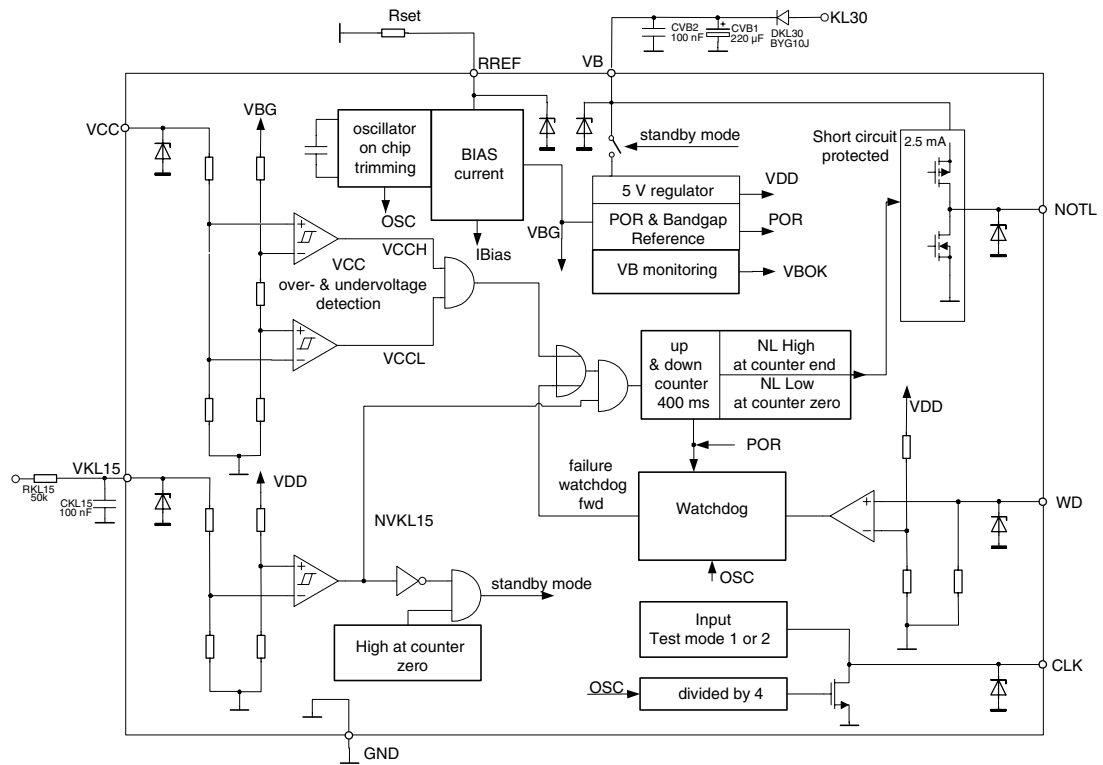 Rset
CVB2
100 nF
+
CVB1
220 µF
DKL30
BYG10J
KL30
RREF
VB
VCC
VBG
oscillator
on chip
trimming
BIAS
current
standby mode
Short circuit
protected
2.5 mA
5 V regulator
VDD
POR & Bandgap
Reference
POR
VB monitoring
VBOK
OSC
IBias
VBG
NOTL
+
−
VCCH
VCC
over- & undervoltage
detection
+
−
VCCL
up
& down
counter
400 ms
NL High
at counter end
NL Low
at counter zero
VDD
POR
VKL15
RKL15
50k
CKL15
100 nF
VDD
failure
watchdog
fwd
Watchdog
+
−
WD
NVKL15
OSC
+
−
standby mode
High at counter
zero
Input
Test mode 1 or 2
CLK
OSC
divided by 4
GND